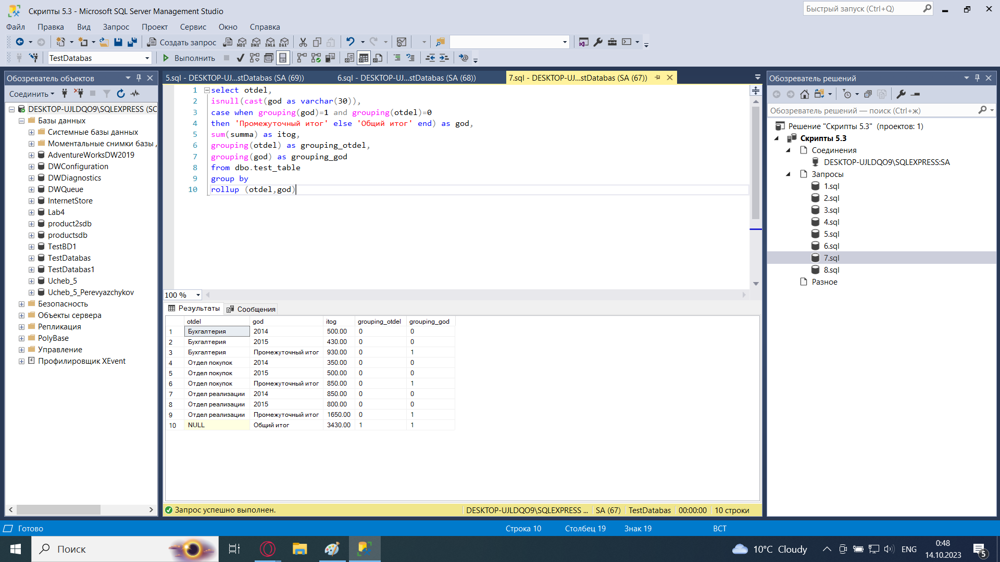 Скрипты 5.3 - Microsoft SQL Server Management Studio
Быстрый запуск (Ctrl+Q)
Файл Правка Вид Запрос Проект Сервис Окно Справка
Создать запрос MDX DMX XMLA DAX
TestDatabas Выполнить
Обозреватель объектов
Соединить
DESKTOP-UJLDQO9\SQLEXPRESS (SC
Базы данных
Системные базы данных
Моментальные снимки базы
AdventureWorksDW2019
DWConfiguration
DWDiagnostics
DWQueue
InternetStore
Lab4
product2sdb
productsdb
TestBD1
TestDatabas
TestDatabas1
Ucheb_5
Ucheb_5_Perevyazchykov
Безопасность
Объекты сервера
Репликация
PolyBase
Управление
Профилировщик XEvent
5.sql - DESKTOP-UJ...stDatabas (SA (69)) 6.sql - DESKTOP-UJ...stDatabas (SA (68)) 7.sql - DESKTOP-UJ...stDatabas (SA (67))
1 select otdel,
2 isnull(cast(god as varchar(30)),
3 case when grouping(god)=1 and grouping(otdel)=0
4 then 'Промежуточный итог' else 'Общий итог' end) as god,
5 sum(summa) as itog,
6 grouping(otdel) as grouping_otdel,
7 grouping(god) as grouping_god
8 from dbo.test_table
9 group by
10 rollup (otdel,god)
100 %
Результаты Сообщения
otdel god itog grouping_otdel grouping_god
1 Бухгалтерия 2014 500.00 0 0
2 Бухгалтерия 2015 430.00 0 0
3 Бухгалтерия Промежуточный итог 930.00 0 1
4 Отдел покупок 2014 350.00 0 0
5 Отдел покупок 2015 500.00 0 0
6 Отдел покупок Промежуточный итог 850.00 0 1
7 Отдел реализации 2014 850.00 0 0
8 Отдел реализации 2015 800.00 0 0
9 Отдел реализации Промежуточный итог 1650.00 0 1
10 NULL Общий итог 3430.00 1 1
Запрос успешно выполнен. DESKTOP-UJLDQO9\SQLEXPRESS ... SA (67) TestDatabas 00:00:00 10 строки
Обозреватель решений
Обозреватель решений — поиск (Ctrl+ж)
Решение "Скрипты 5.3" (проектов: 1)
Скрипты 5.3
Соединения
DESKTOP-UJLDQO9\SQLEXPRESS:SA
Запросы
1.sql
2.sql
3.sql
4.sql
5.sql
6.sql
7.sql
8.sql
Разное
Готово Строка 10 Столбец 19 Знак 19 ВСТ
Поиск
10°C Cloudy
ENG
0:48
14.10.2023
5